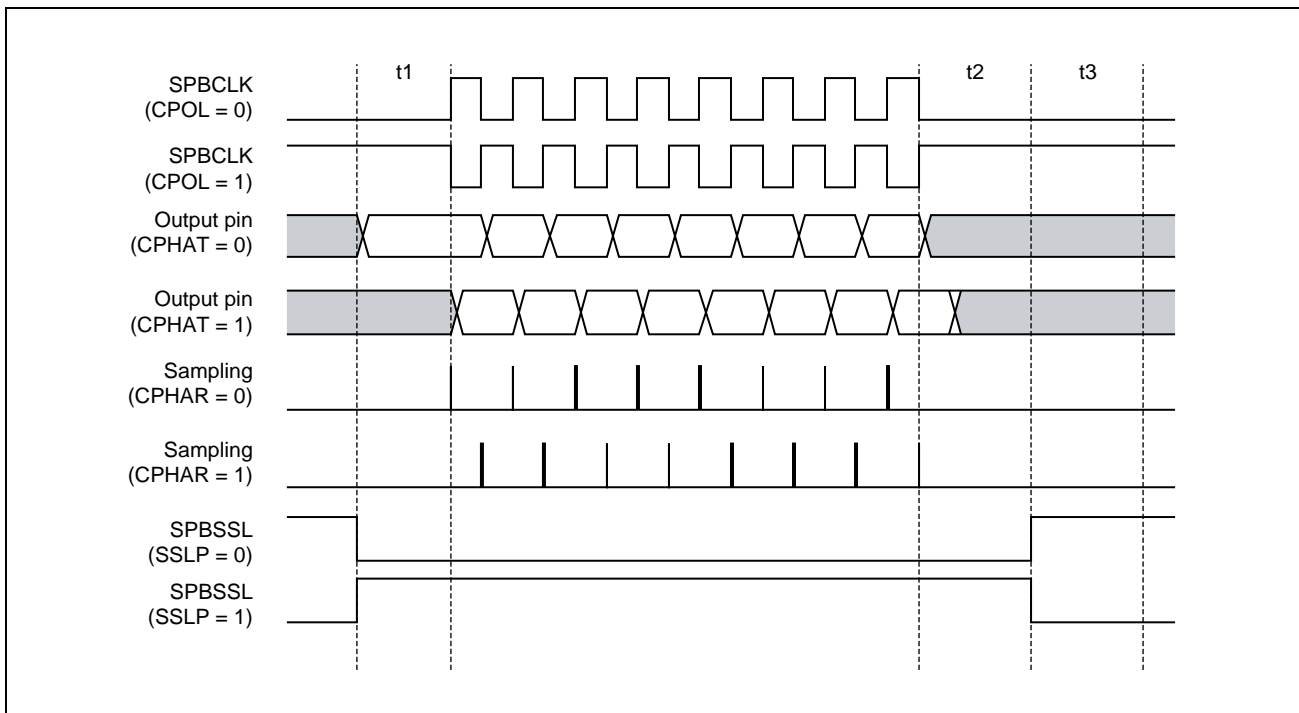 t1
t2
t3
SPBCLK
(CPOL = 0)
SPBCLK
(CPOL = 1)
Output pin
(CPHAT = 0)
Output pin
(CPHAT = 1)
Sampling
(CPHAR = 0)
Sampling
(CPHAR = 1)
SPBSSL
(SSLP = 0)
SPBSSL
(SSLP = 1)